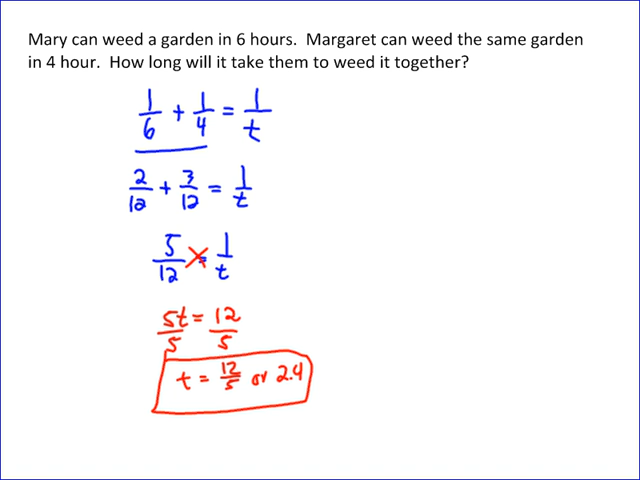 Mary can weed a garden in 6 hours. Margaret can weed the same garden
in 4 hour. How long will it take them to weed it together?
1/6 + 1/4 = 1/t
2/12 + 3/12 = 1/t
5/12 = 1/t
5t/5 = 12/5
t = 12/5 or 2.4